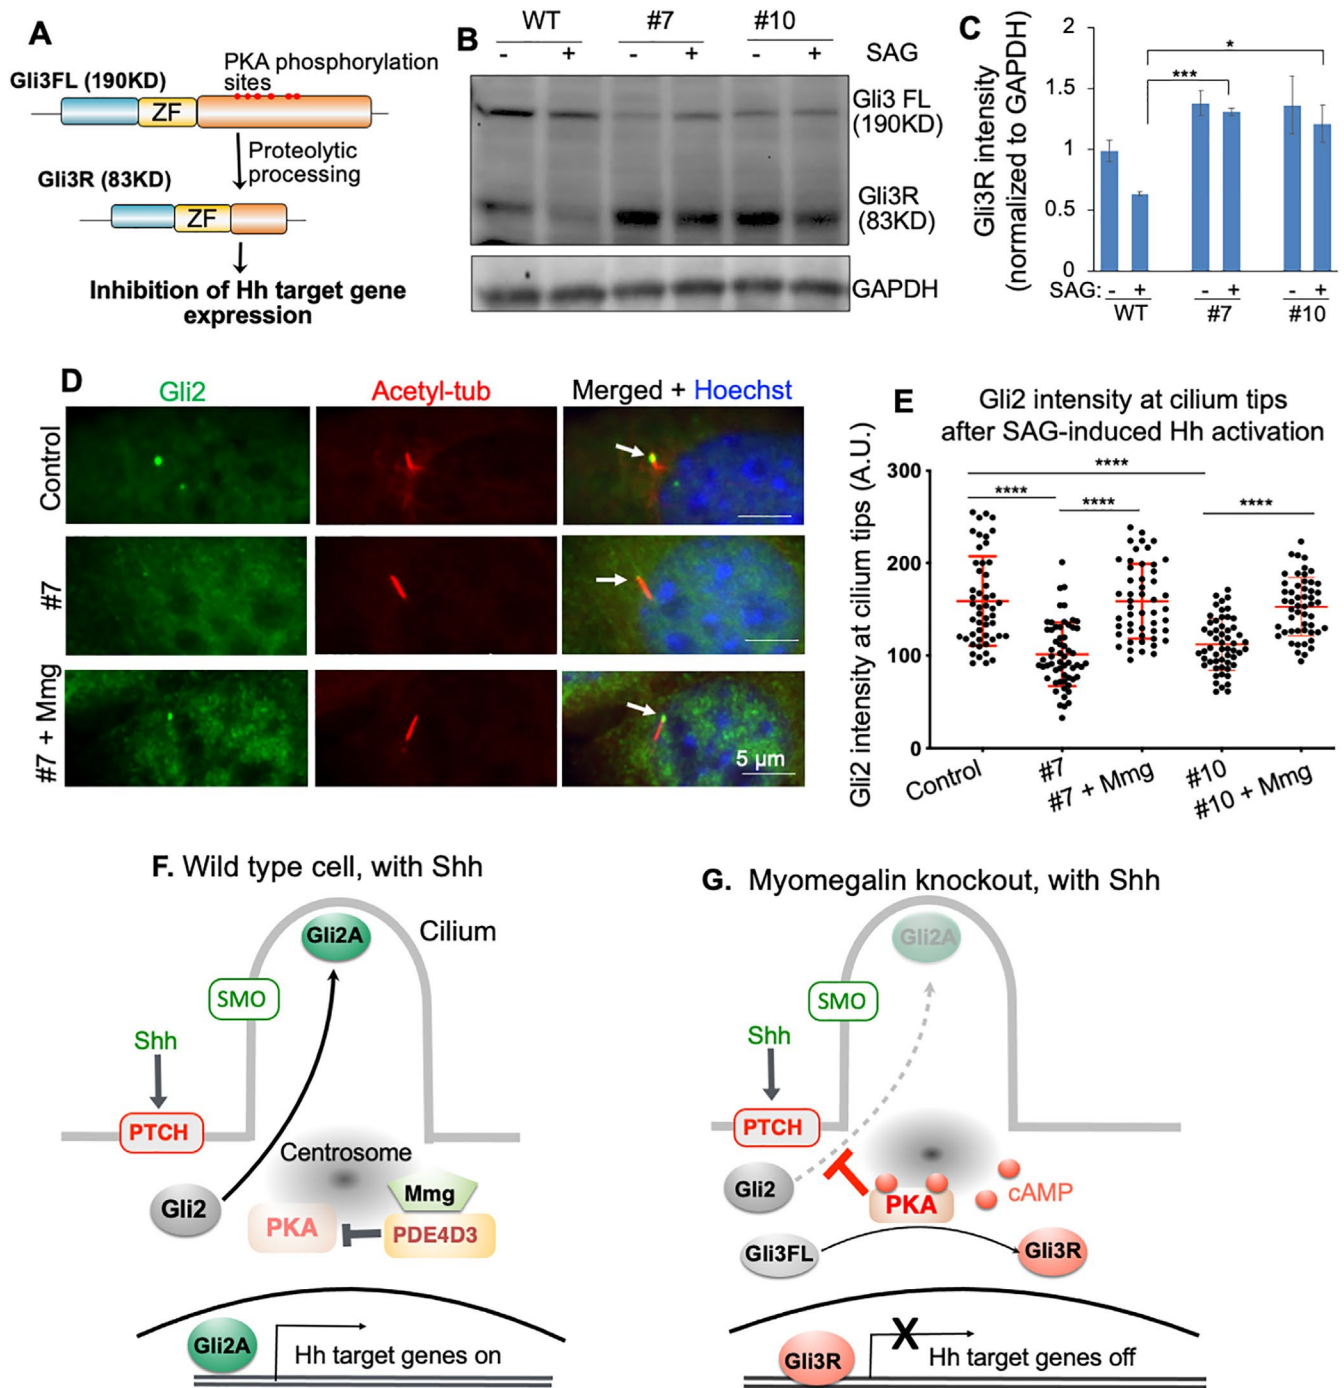 A
Gli3FL (190KD)
PKA phosphorylation
sites
ZF
Proteolytic
processing
Gli3R (83KD)
ZF
Inhibition of Hh target gene
expression
B
WT #7 #10
- + - + - + SAG
Gli3 FL
(190KD)
Gli3R
(83KD)
GAPDH
C
Gli3R intensity
(normalized to GAPDH)
2
1.5
1
0.5
0
*
***
SAG: - + - + - +
WT #7 #10
D
Gli2 Acetyl-tub Merged + Hoechst
Control
#7
#7 + Mmg
5 µm
E
Gli2 intensity at cilium tips
after SAG-induced Hh activation
Gli2 intensity at cilium tips (A.U.)
300
200
100
0
****
**** **** ****
Control
#7
#7 + Mmg
#10
#10 + Mmg
F. Wild type cell, with Shh
Gli2A
Cilium
SMO
Shh
PTCH
Centrosome
Gli2
Mmg
PKA
PDE4D3
Gli2A
Hh target genes on
G. Myomegalin knockout, with Shh
Gli2A
SMO
Shh
PTCH
Gli2
PKA
cAMP
Gli3FL
Gli3R
X
Gli3R
Hh target genes off